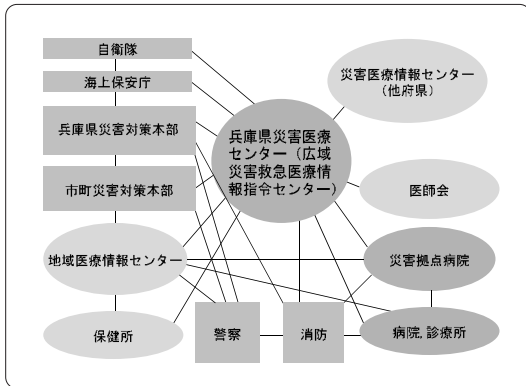 自衛隊
海上保安庁
兵庫県災害対策本部
市町災害対策本部
地域医療情報センター
保健所
兵庫県災害医療
センター（広域
災害救急医療情
報指令センター）
災害医療情報センター
（他府県）
医師会
災害拠点病院
病院,診療所
警察
消防